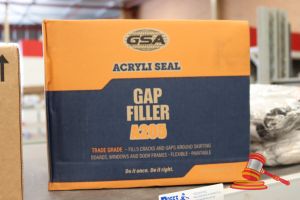 GSA
ACRYLI SEAL
GAP
FILLER
A205
TRADE GRADE - FILLS CRACKS AND GAPS AROUND SKIRTING
BOARDS, WINDOWS AND DOOR FRAMES - FLEXIBLE - PAINTABLE
Do it once. Do it right.